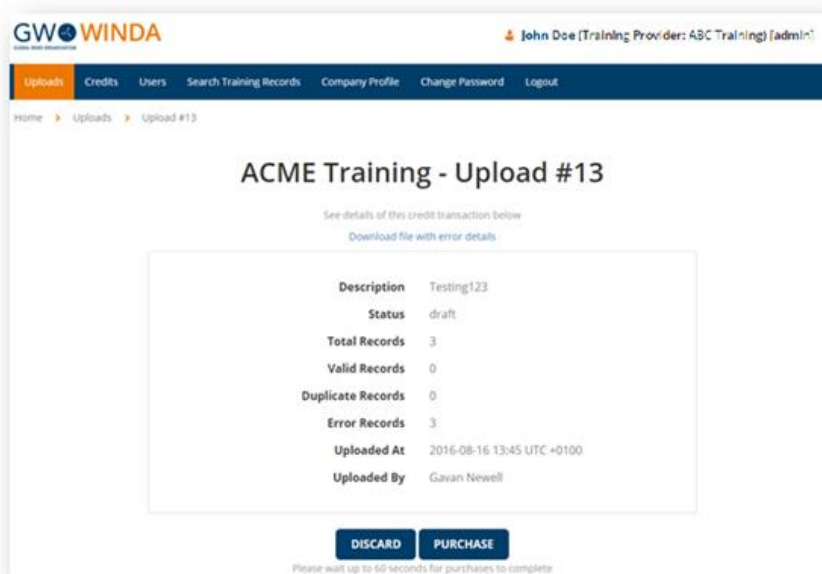 GWO WINDA
GLOBAL WIND ORGANISATION
John Doe (Training Provider: ABC Training) [admin]
Uploads Credits Users Search Training Records Company Profile Change Password Logout
Home > Uploads > Upload #13
ACME Training - Upload #13
See details of this credit transaction below
Download file with error details
Description Testing123
Status draft
Total Records 3
Valid Records 0
Duplicate Records 0
Error Records 3
Uploaded At 2016-08-16 13:45 UTC +0100
Uploaded By Gavan Newell
DISCARD PURCHASE
Please wait up to 60 seconds for purchases to complete